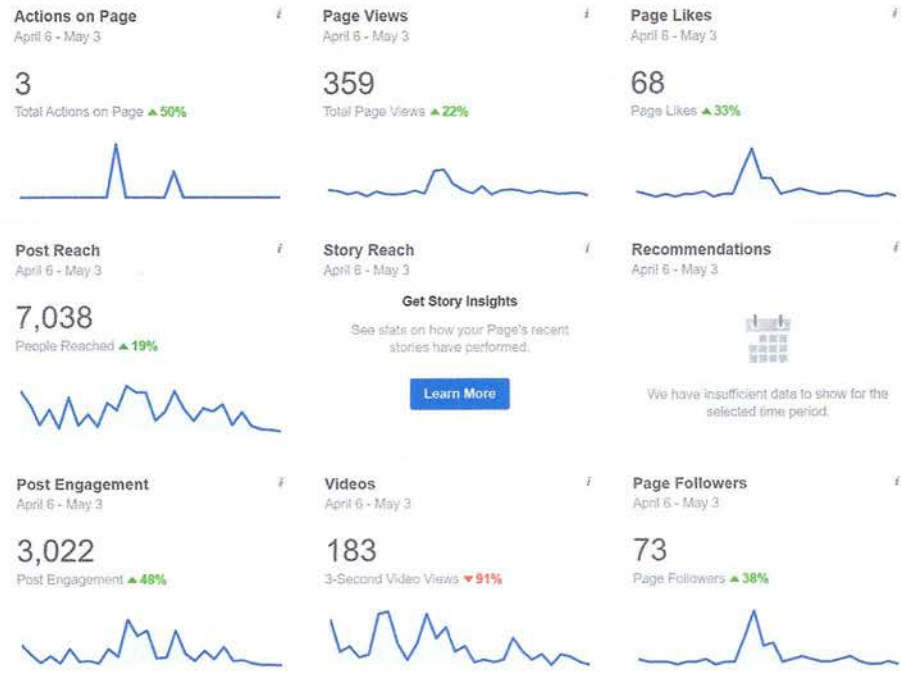 Actions on Page
April 6 - May 3
3
Total Actions on Page ▲50%
Page Views
April 6 - May 3
359
Total Page Views ▲22%
Page Likes
April 6 - May 3
68
Page Likes ▲33%
Post Reach
April 6 - May 3
7,038
People Reached ▲19%
Story Reach
April 6 - May 3
Get Story Insights
See stats on how your Page's recent
stories have performed.
Learn More
Recommendations
April 6 - May 3
We have insufficient data to show for the
selected time period.
Post Engagement
April 6 - May 3
3,022
Post Engagement ▲48%
Videos
April 6 - May 3
183
3-Second Video Views ▼91%
Page Followers
April 6 - May 3
73
Page Followers ▲38%